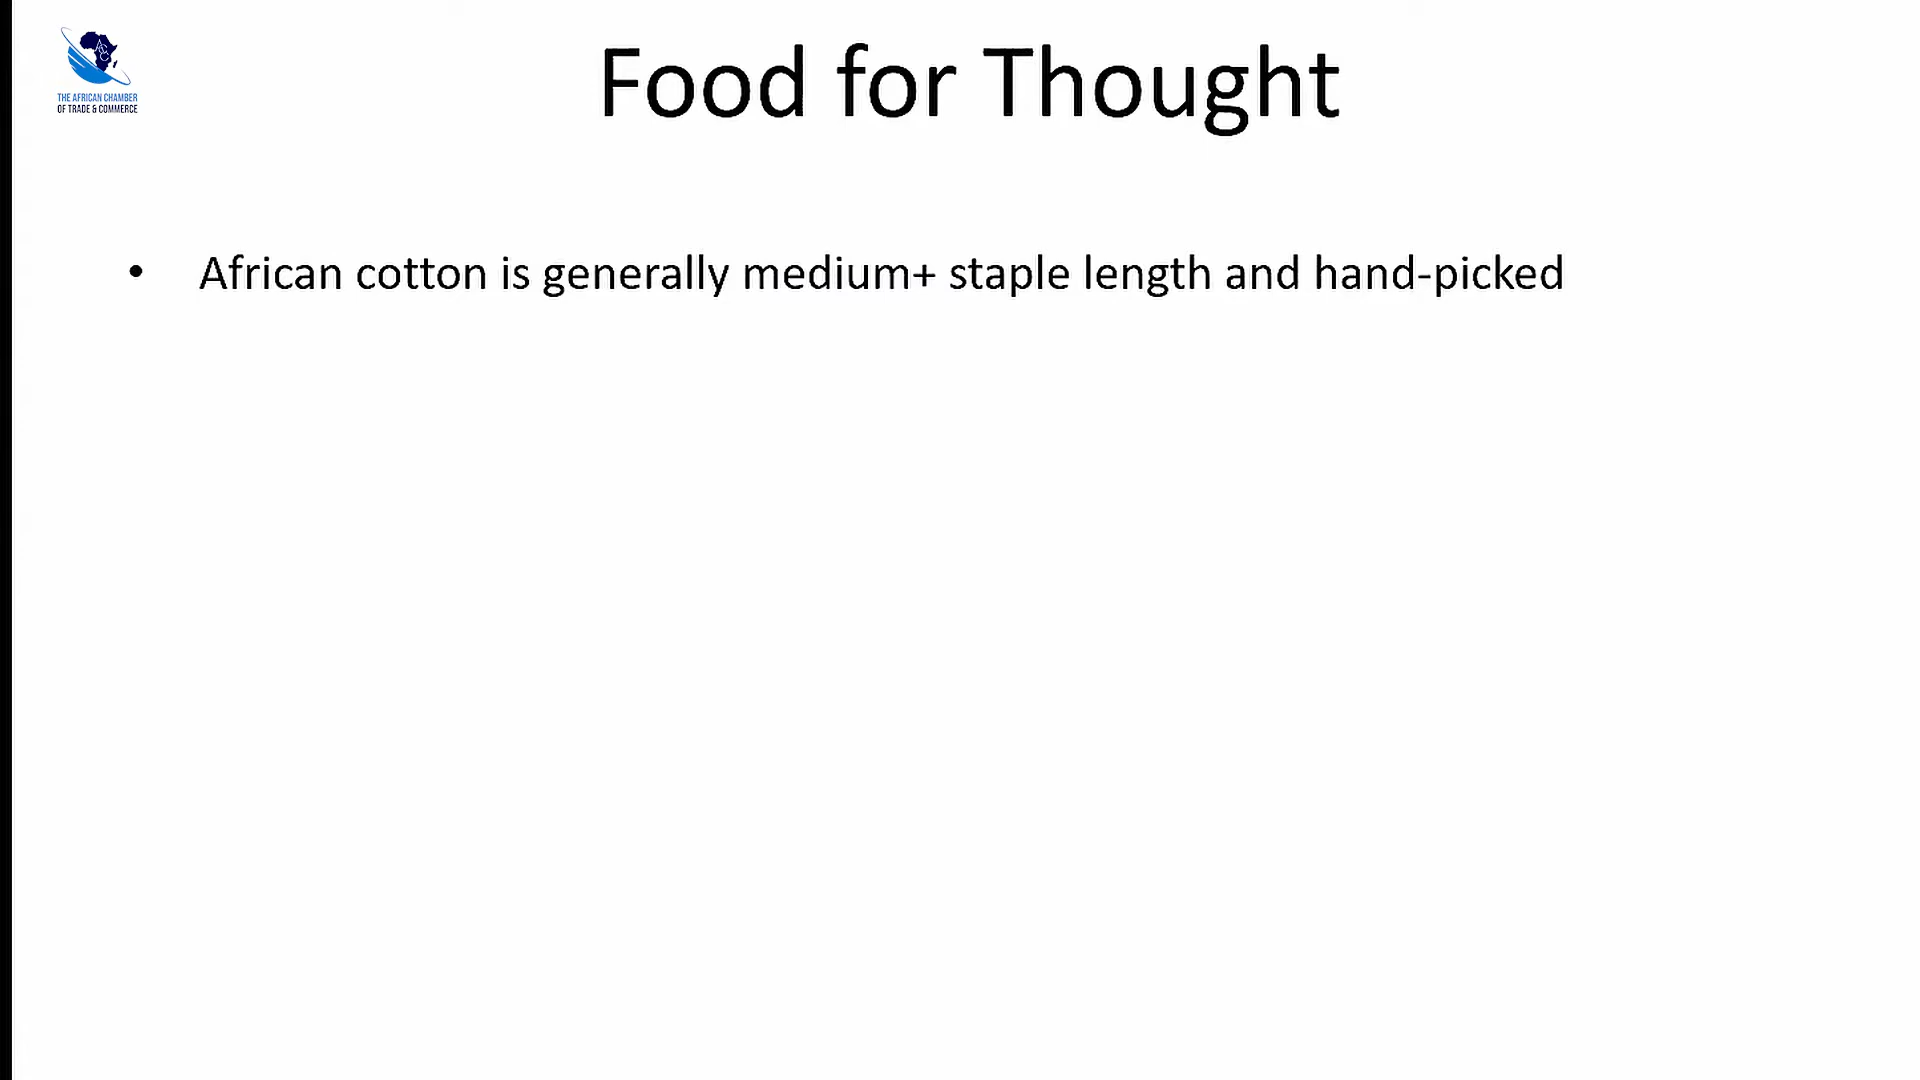 THE AFRICAN CHAMBER
OF TRADE & COMMERCE
Food for Thought
• African cotton is generally medium+ staple length and hand-picked